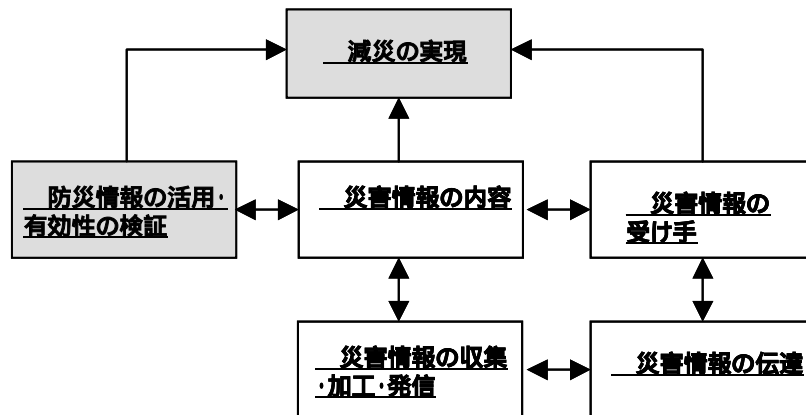 減災の実現
防災情報の活用・
有効性の検証
災害情報の内容
災害情報の
受け手
災害情報の収集
・加工・発信
災害情報の伝達